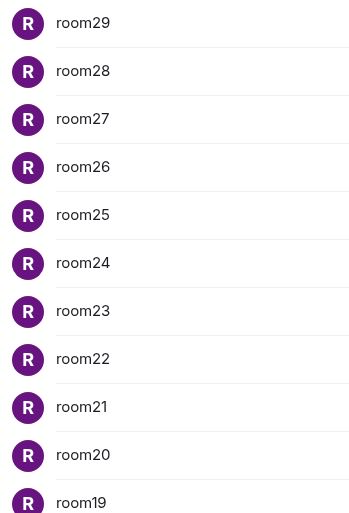 R room29
R room28
R room27
R room26
R room25
R room24
R room23
R room22
R room21
R room20
R room19